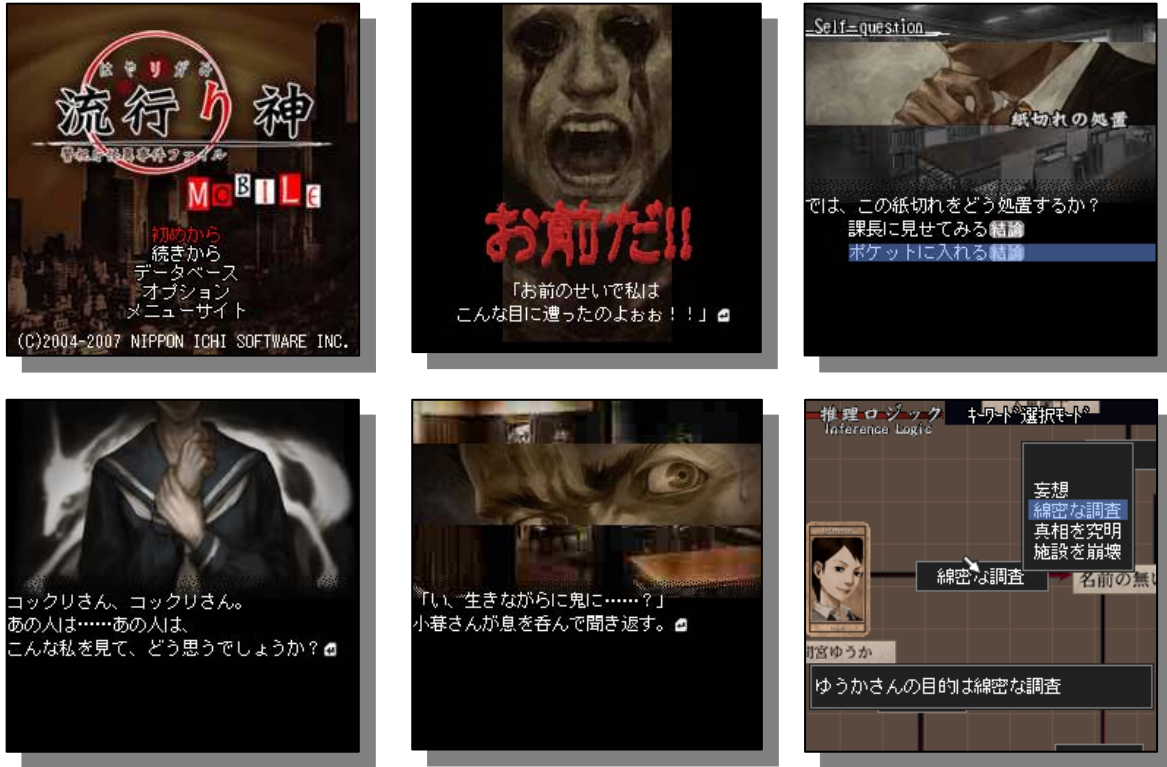 はやりがみ
流行り神
警視庁怪異事件ファイル
MOBILE
初めから
続きから
データベース
オプション
メニューサイト
(C)2004-2007 NIPPON ICHI SOFTWARE INC.
お前だ!!
「お前のせいで私は
こんな目に遭ったのよぉぉ！！」
Self-question
紙切れの処置
では、この紙切れをどう処置するか？
課長に見せてみる結論
ポケットに入れる結論
コックリさん、コックリさん。
あの人は……あの人は、
こんな私を見て、どう思うでしょうか？
「い、生きながらに鬼に……？」
小暮さんが息を呑んで聞き返す。
推理ロジック
Inference Logic
キーワード選択モード
妄想
綿密な調査
真相を究明
施設を崩壊
綿密な調査
名前の無い
間宮ゆうか
ゆうかさんの目的は綿密な調査